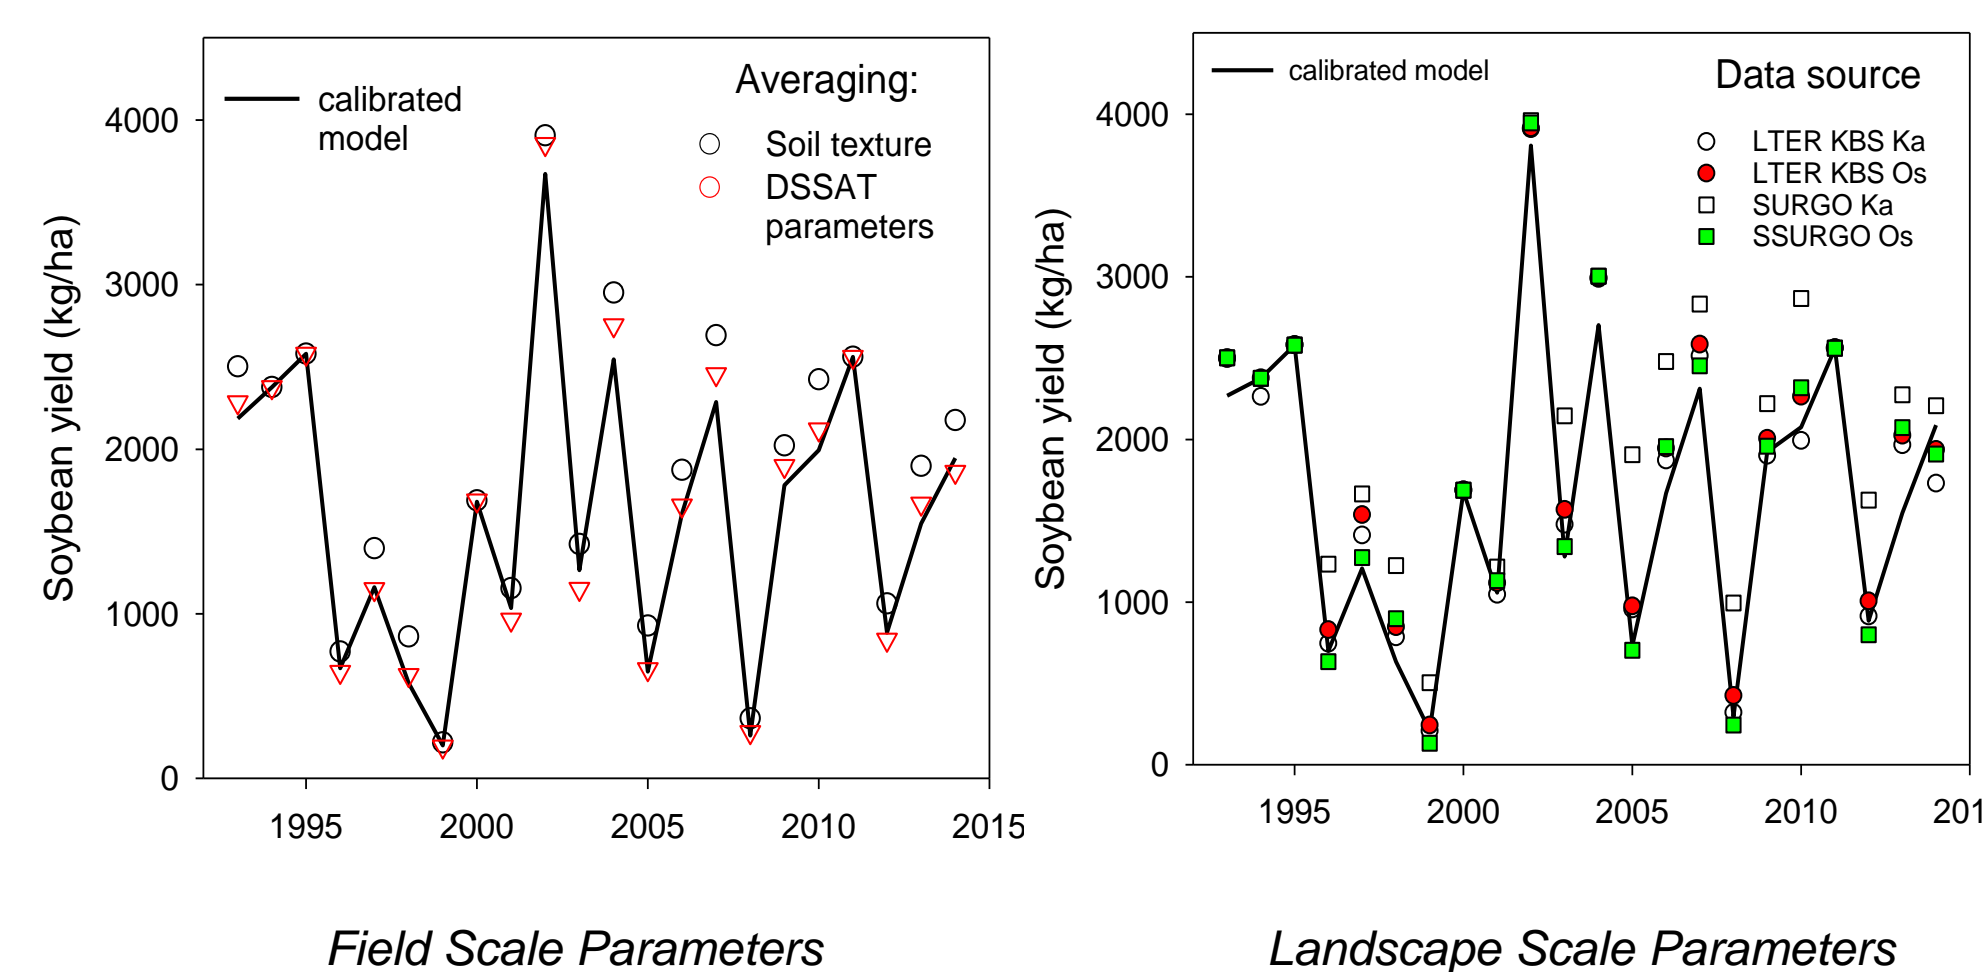 calibrated
model
Averaging:
Soil texture
DSSAT
parameters
4000
3000
2000
1000
0
Soybean yield (kg/ha)
1995
2000
2005
2010
2015
Field Scale Parameters
calibrated model
Data source
LTER KBS Ka
LTER KBS Os
SURGO Ka
SSURGO Os
4000
3000
2000
1000
0
Soybean yield (kg/ha)
1995
2000
2005
2010
201
Landscape Scale Parameters